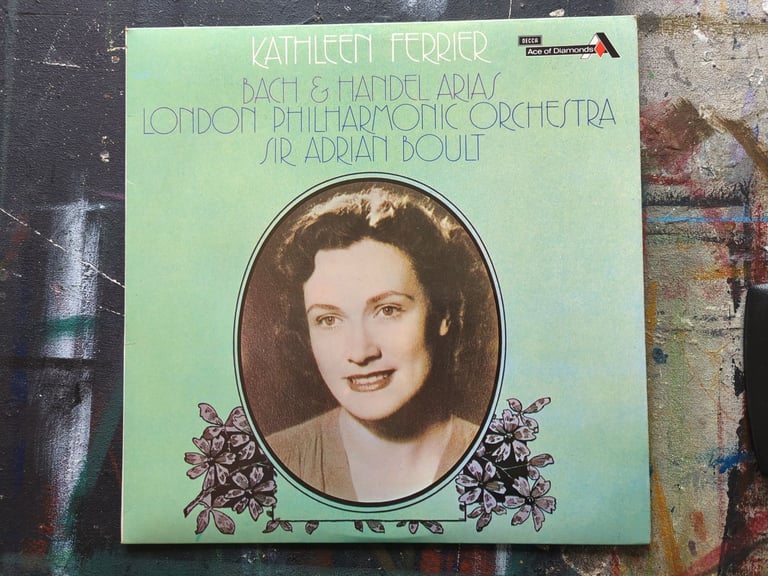 KATHLEEN FERRIER
DECCA
Ace of Diamonds
BACH & HANDEL ARIAS
LONDON PHILHARMONIC ORCHESTRA
SIR ADRIAN BOULT